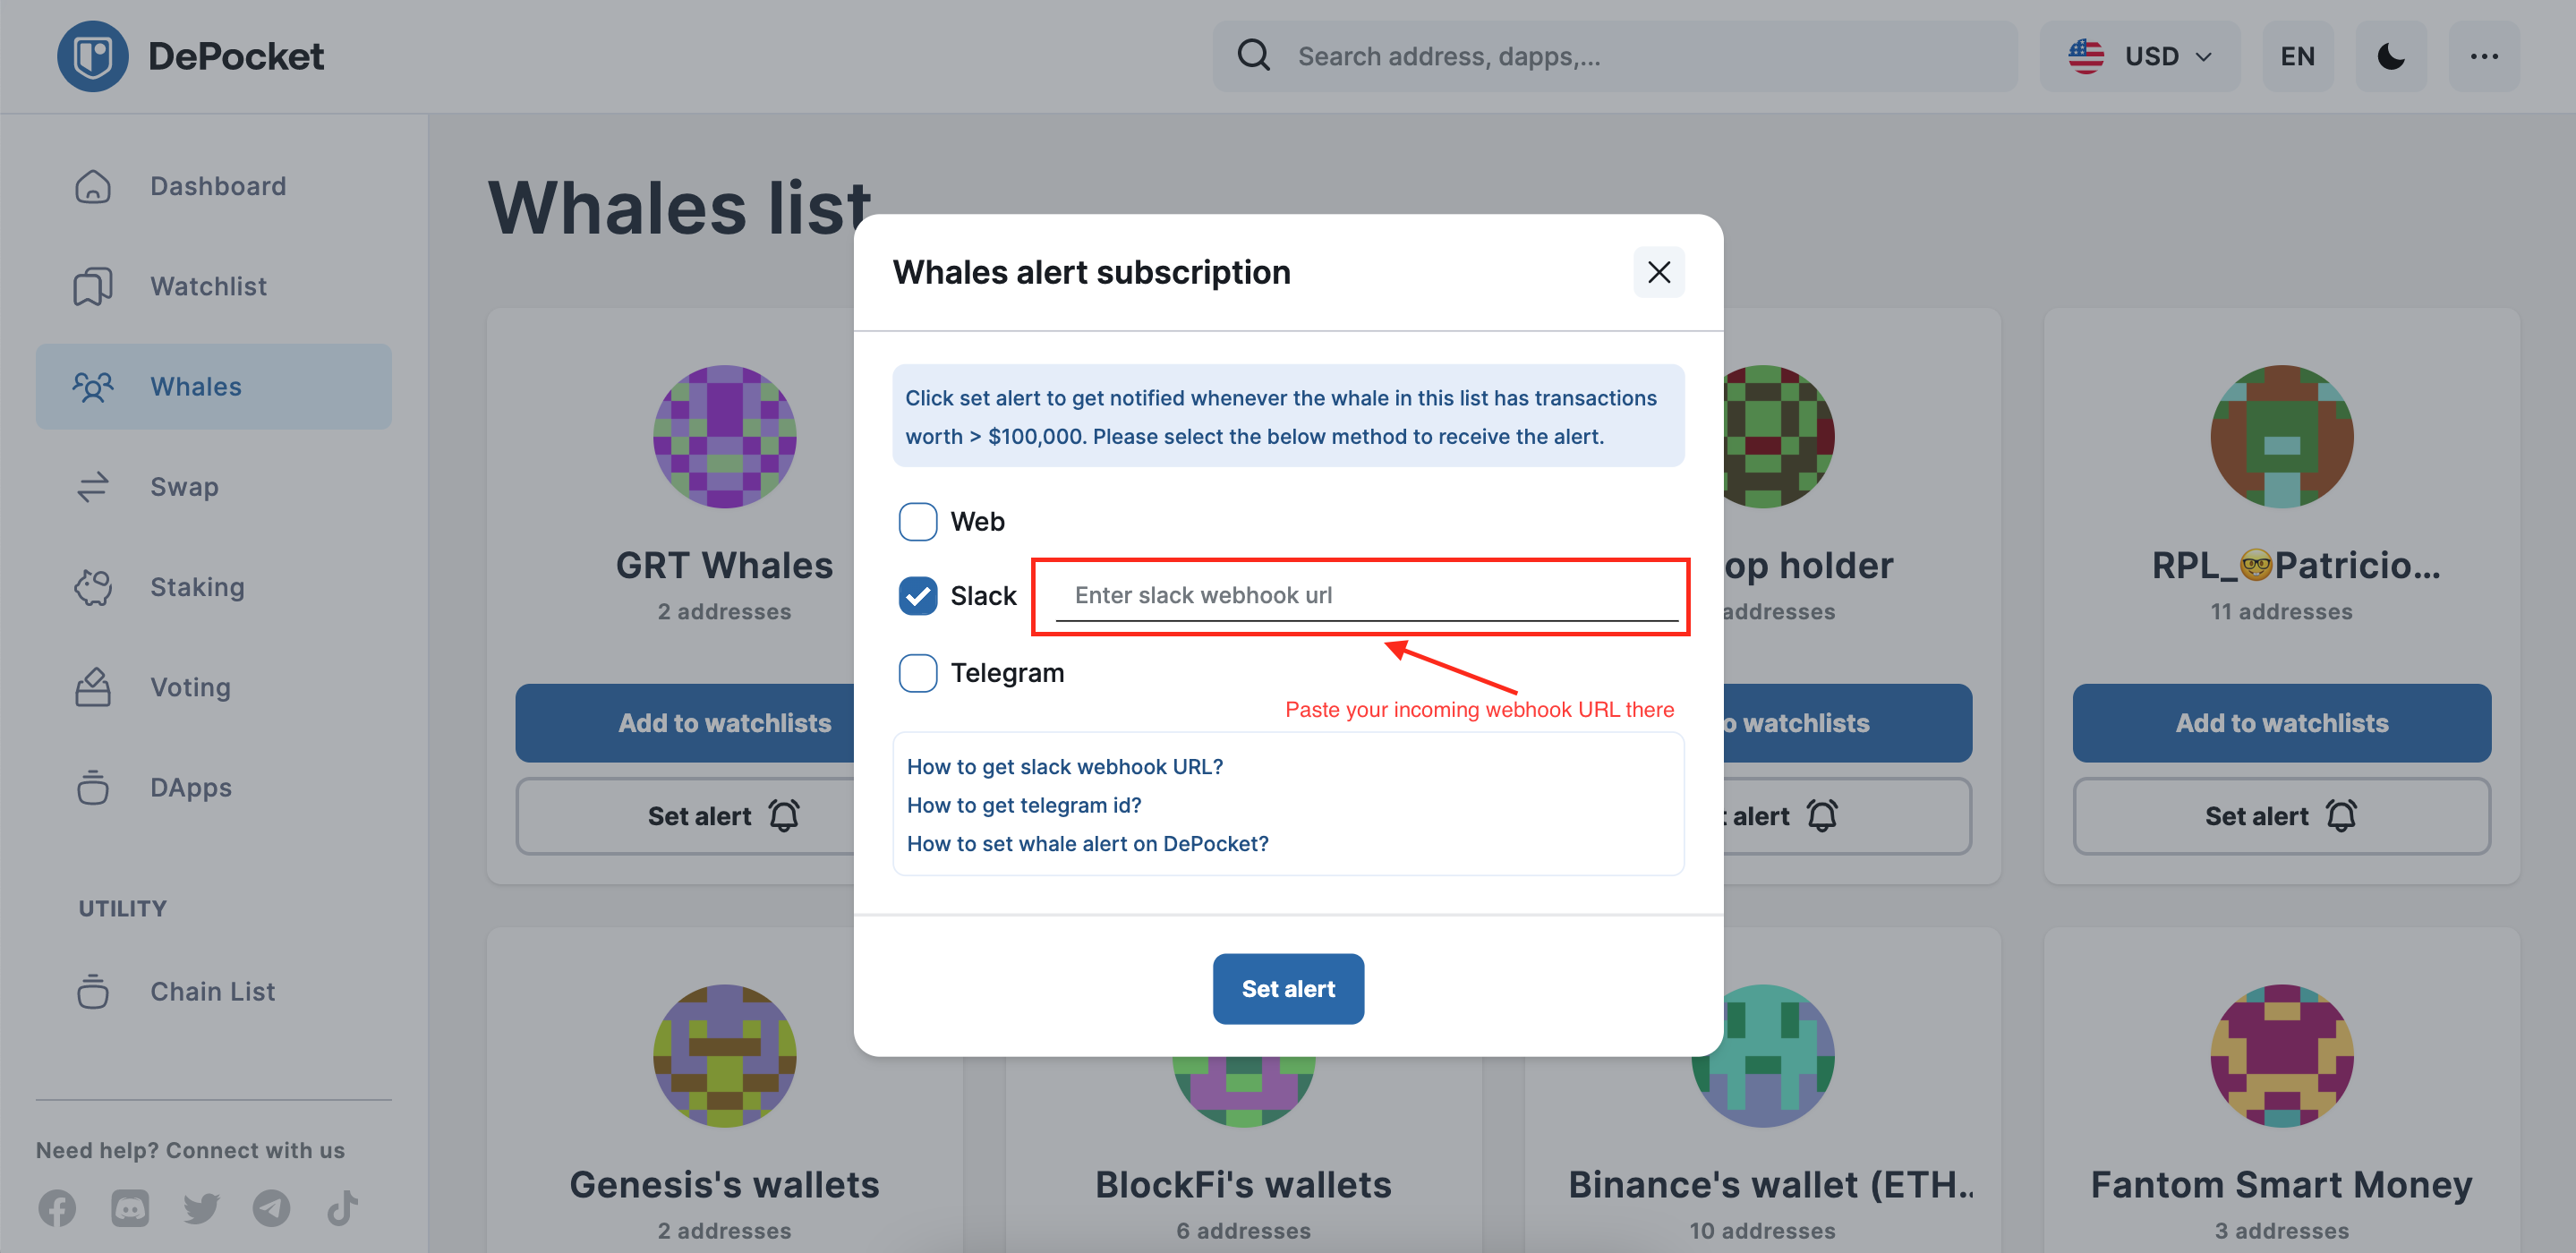 DePocket
Search address, dapps,...
USD
EN
Dashboard
Watchlist
Whales
Swap
Staking
Voting
DApps
UTILITY
Chain List
Need help? Connect with us
Whales list
Whales alert subscription
Click set alert to get notified whenever the whale in this list has transactions
worth > $100,000. Please select the below method to receive the alert.
Web
Slack
Enter slack webhook url
Telegram
Paste your incoming webhook URL there
How to get slack webhook URL?
How to get telegram id?
How to set whale alert on DePocket?
Set alert
GRT Whales
2 addresses
Add to watchlists
Set alert
op holder
addresses
o watchlists
alert
RPL_🤓Patricio...
11 addresses
Add to watchlists
Set alert
Genesis's wallets
2 addresses
BlockFi's wallets
6 addresses
Binance's wallet (ETH..
10 addresses
Fantom Smart Money
3 addresses